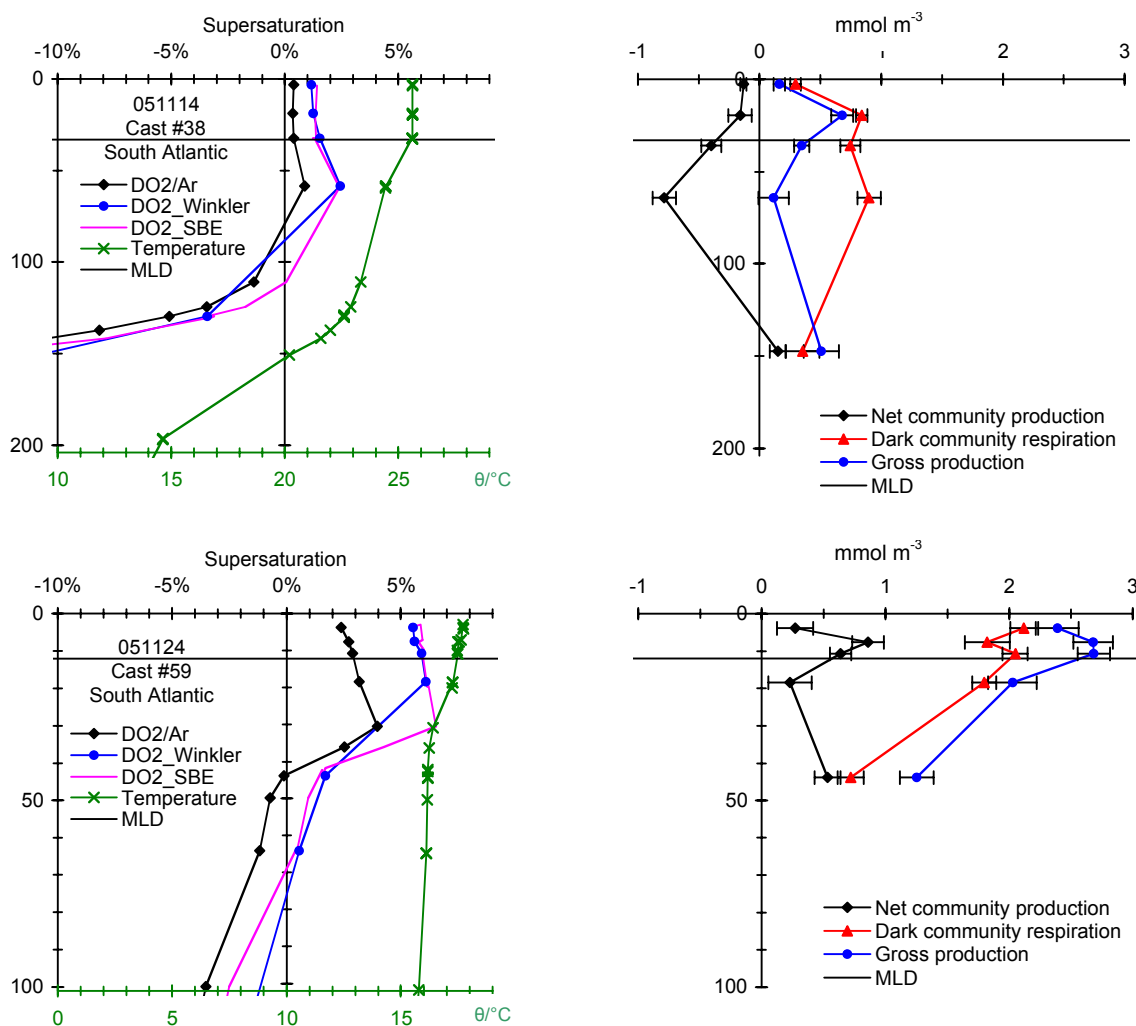 Supersaturation
-10% -5% 0% 5%
0
051114
Cast #38
South Atlantic
DO2/Ar
DO2_Winkler
DO2_SBE
Temperature
MLD
100
200
10 15 20 25 θ/°C
mmol m⁻³
-1 0 1 2 3
0
100
200
Net community production
Dark community respiration
Gross production
MLD
Supersaturation
-10% -5% 0% 5%
0
051124
Cast #59
South Atlantic
DO2/Ar
DO2_Winkler
DO2_SBE
Temperature
MLD
50
100
0 5 10 15 θ/°C
mmol m⁻³
-1 0 1 2 3
0
50
100
Net community production
Dark community respiration
Gross production
MLD